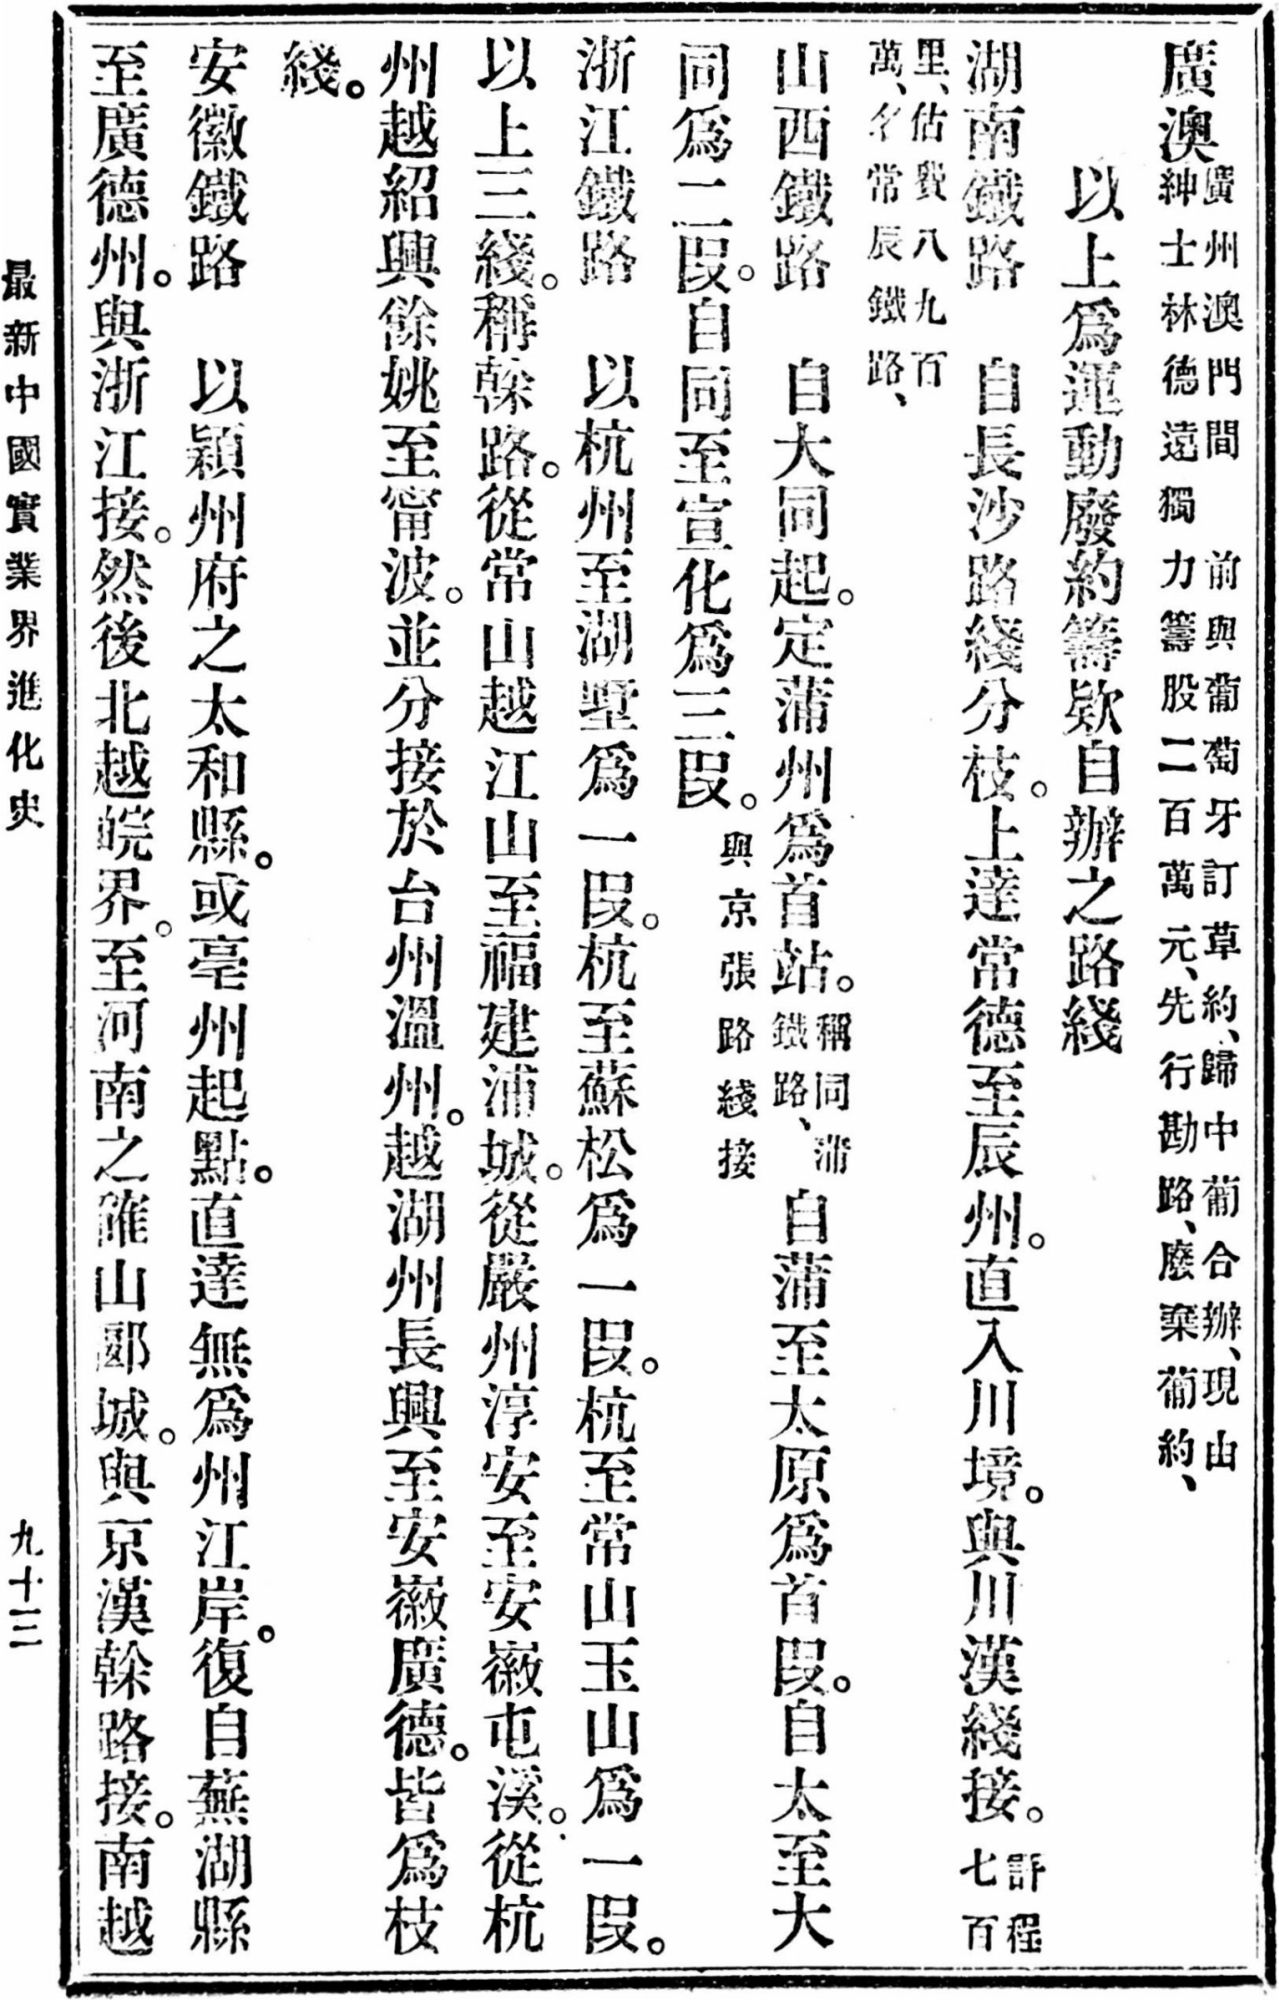 廣澳 廣州澳門間 前與葡萄牙訂草約、歸中葡合辦、現由紳士林德遠獨力籌股二百萬元、先行勘路、廢棄葡約、
以上爲運動廢約籌欵自辦之路綫
湖南鐵路 自長沙路綫分枝。上達常德至辰州。直入川境。與川漢綫接。計程七百
里、估費八九百萬、名常辰鐵路、
山西鐵路 自大同起。定蒲州爲首站。稱同蒲鐵路、自蒲至太原爲首段。自太至大
同爲二段。自同至宣化爲三段。與京張路綫接
浙江鐵路 以杭州至湖墅爲一段。杭至蘇松爲一段。杭至常山玉山爲一段。
以上三綫。稱榦路。從常山越江山至福建浦城。從嚴州淳安至安徽屯溪。從杭
州越紹興餘姚至甯波。並分接於台州溫州。越湖州長興至安徽廣德。皆爲枝
綫。
安徽鐵路 以潁州府之太和縣。或亳州起點。直達無爲州江岸。復自蕪湖縣
至廣德州。與浙江接。然後北越皖界。至河南之確山郾城。與京漢榦路接。南越
最新中國實業界進化史
九十三